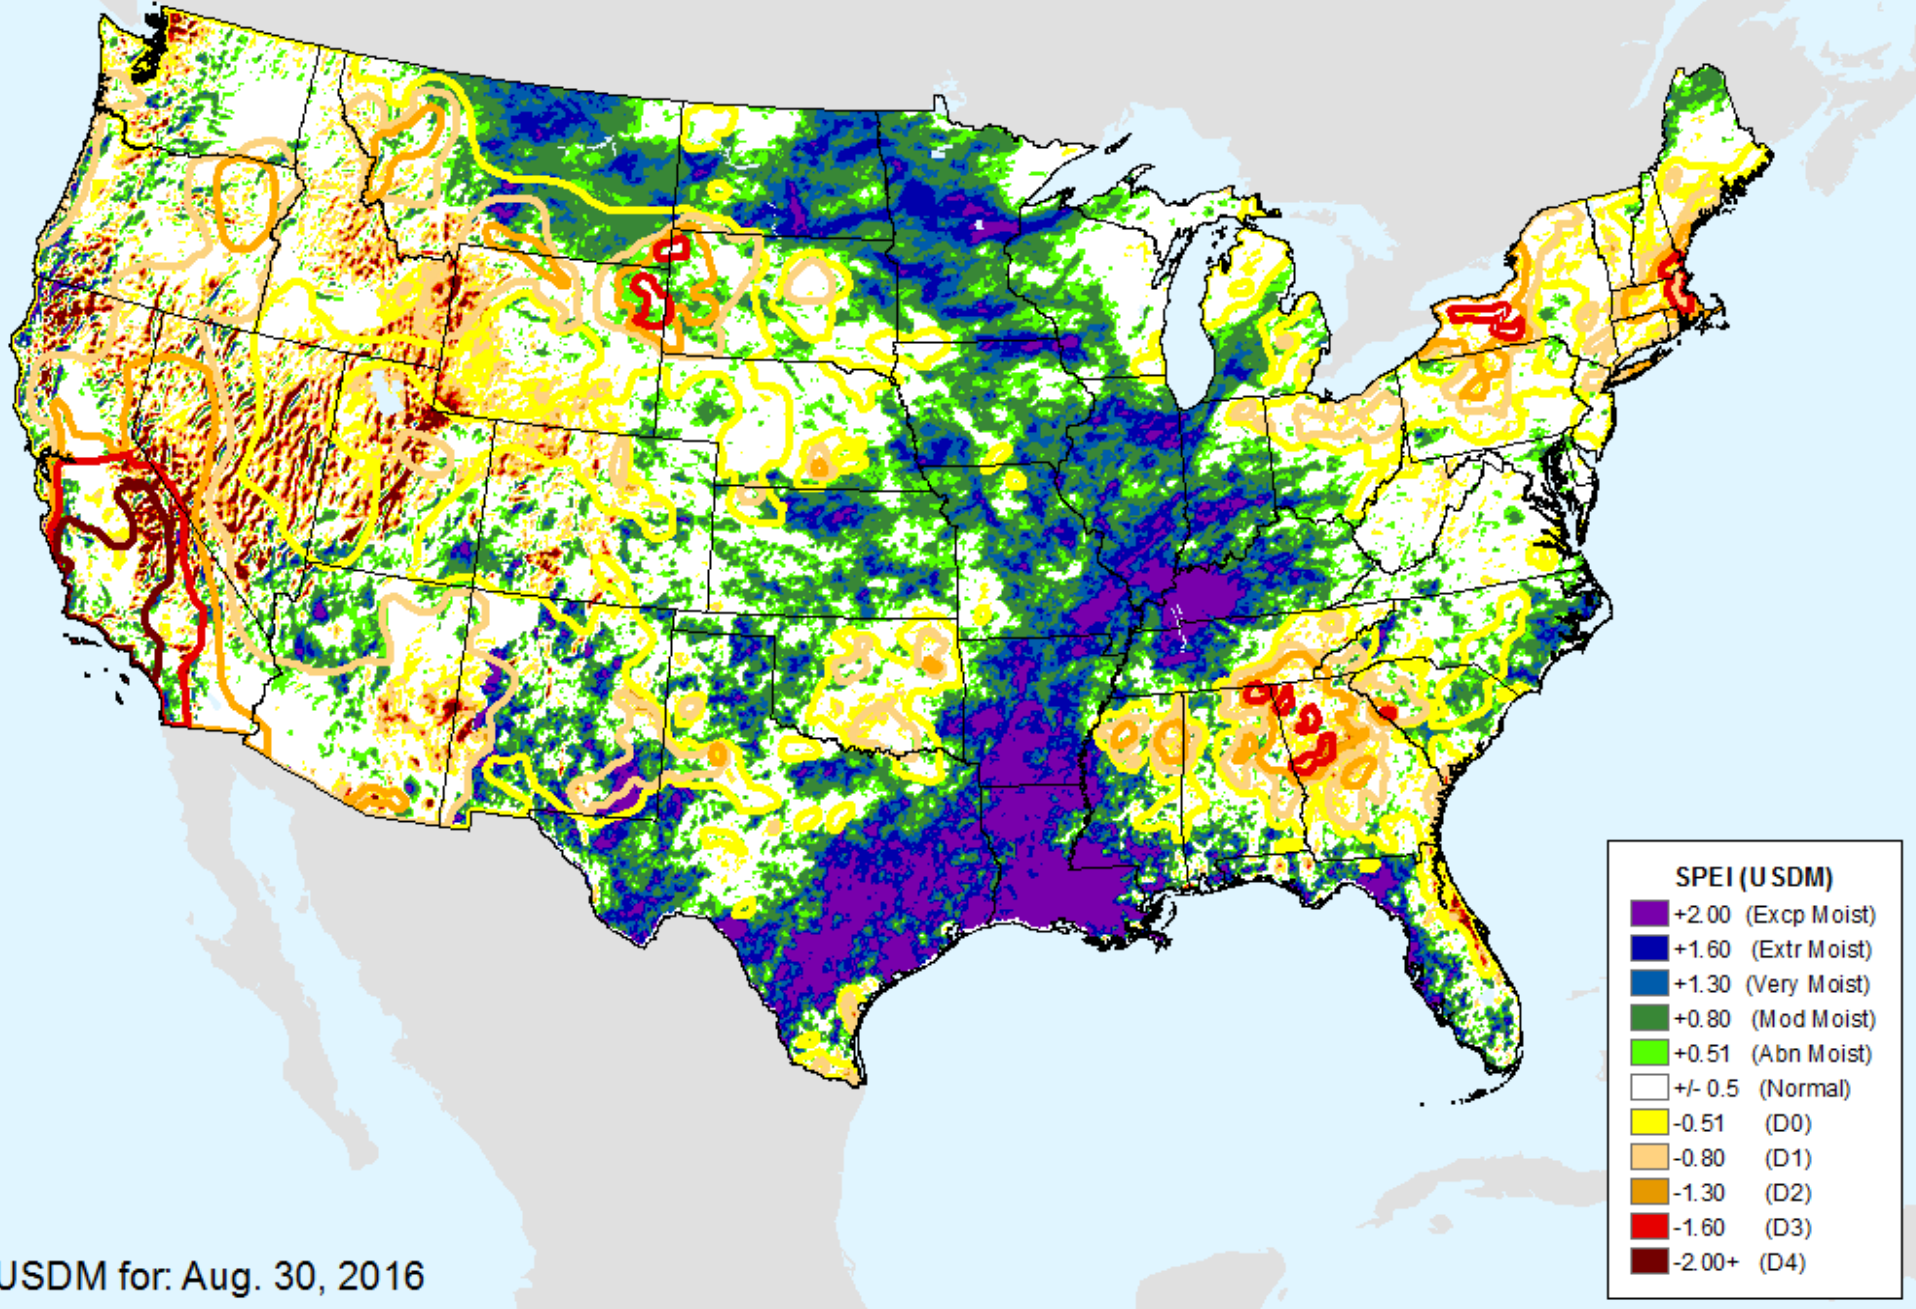 SPEI (USDM)
+2.00 (Excp Moist)
+1.60 (Extr Moist)
+1.30 (Very Moist)
+0.80 (Mod Moist)
+0.51 (Abn Moist)
+/- 0.5 (Normal)
-0.51 (D0)
-0.80 (D1)
-1.30 (D2)
-1.60 (D3)
-2.00+ (D4)
USDM for: Aug. 30, 2016